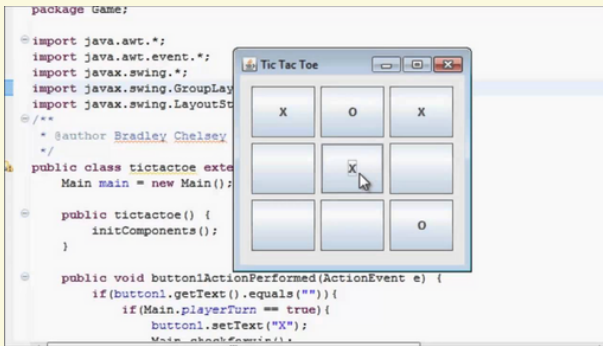 package Game;
import java.awt.*;
import java.awt.event.*;
import javax.swing.*;
import javax.swing.GroupLay
import javax.swing.LayoutSt
/**
* @author Bradley Chelsey
*/
public class tictactoe exte
Main main = new Main();
public tictactoe() {
initComponents();
}
public void button1ActionPerformed(ActionEvent e) {
if(button1.getText().equals("")){
if(Main.playerTurn == true){
button1.setText("X");
Main.checkforwin();
Tic Tac Toe
X O X
X
O